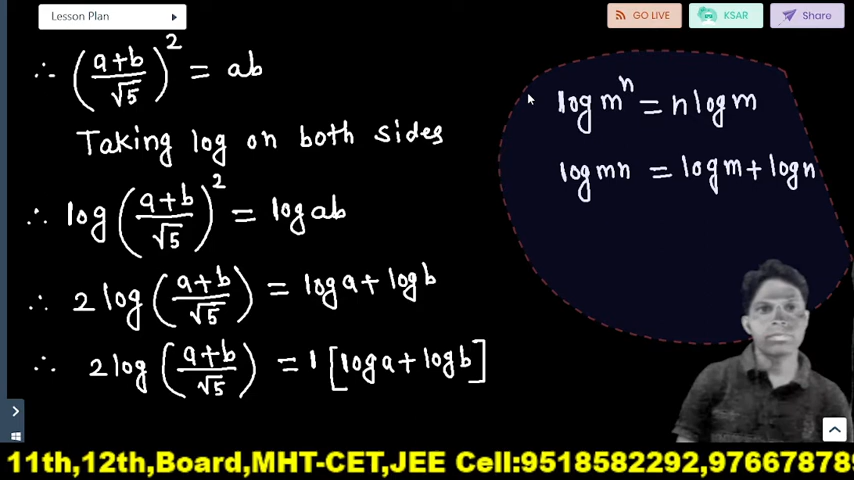 Lesson Plan
GO LIVE
KSAR
Share
∴ ((a+b)/√5)² = ab
Taking log on both sides
∴ log((a+b)/√5)² = log ab
∴ 2 log((a+b)/√5) = log a + log b
∴ 2 log((a+b)/√5) = 1 [log a + log b]
log mⁿ = n log m
log mn = log m + log n
11th,12th,Board,MHT-CET,JEE Cell:9518582292,976678789